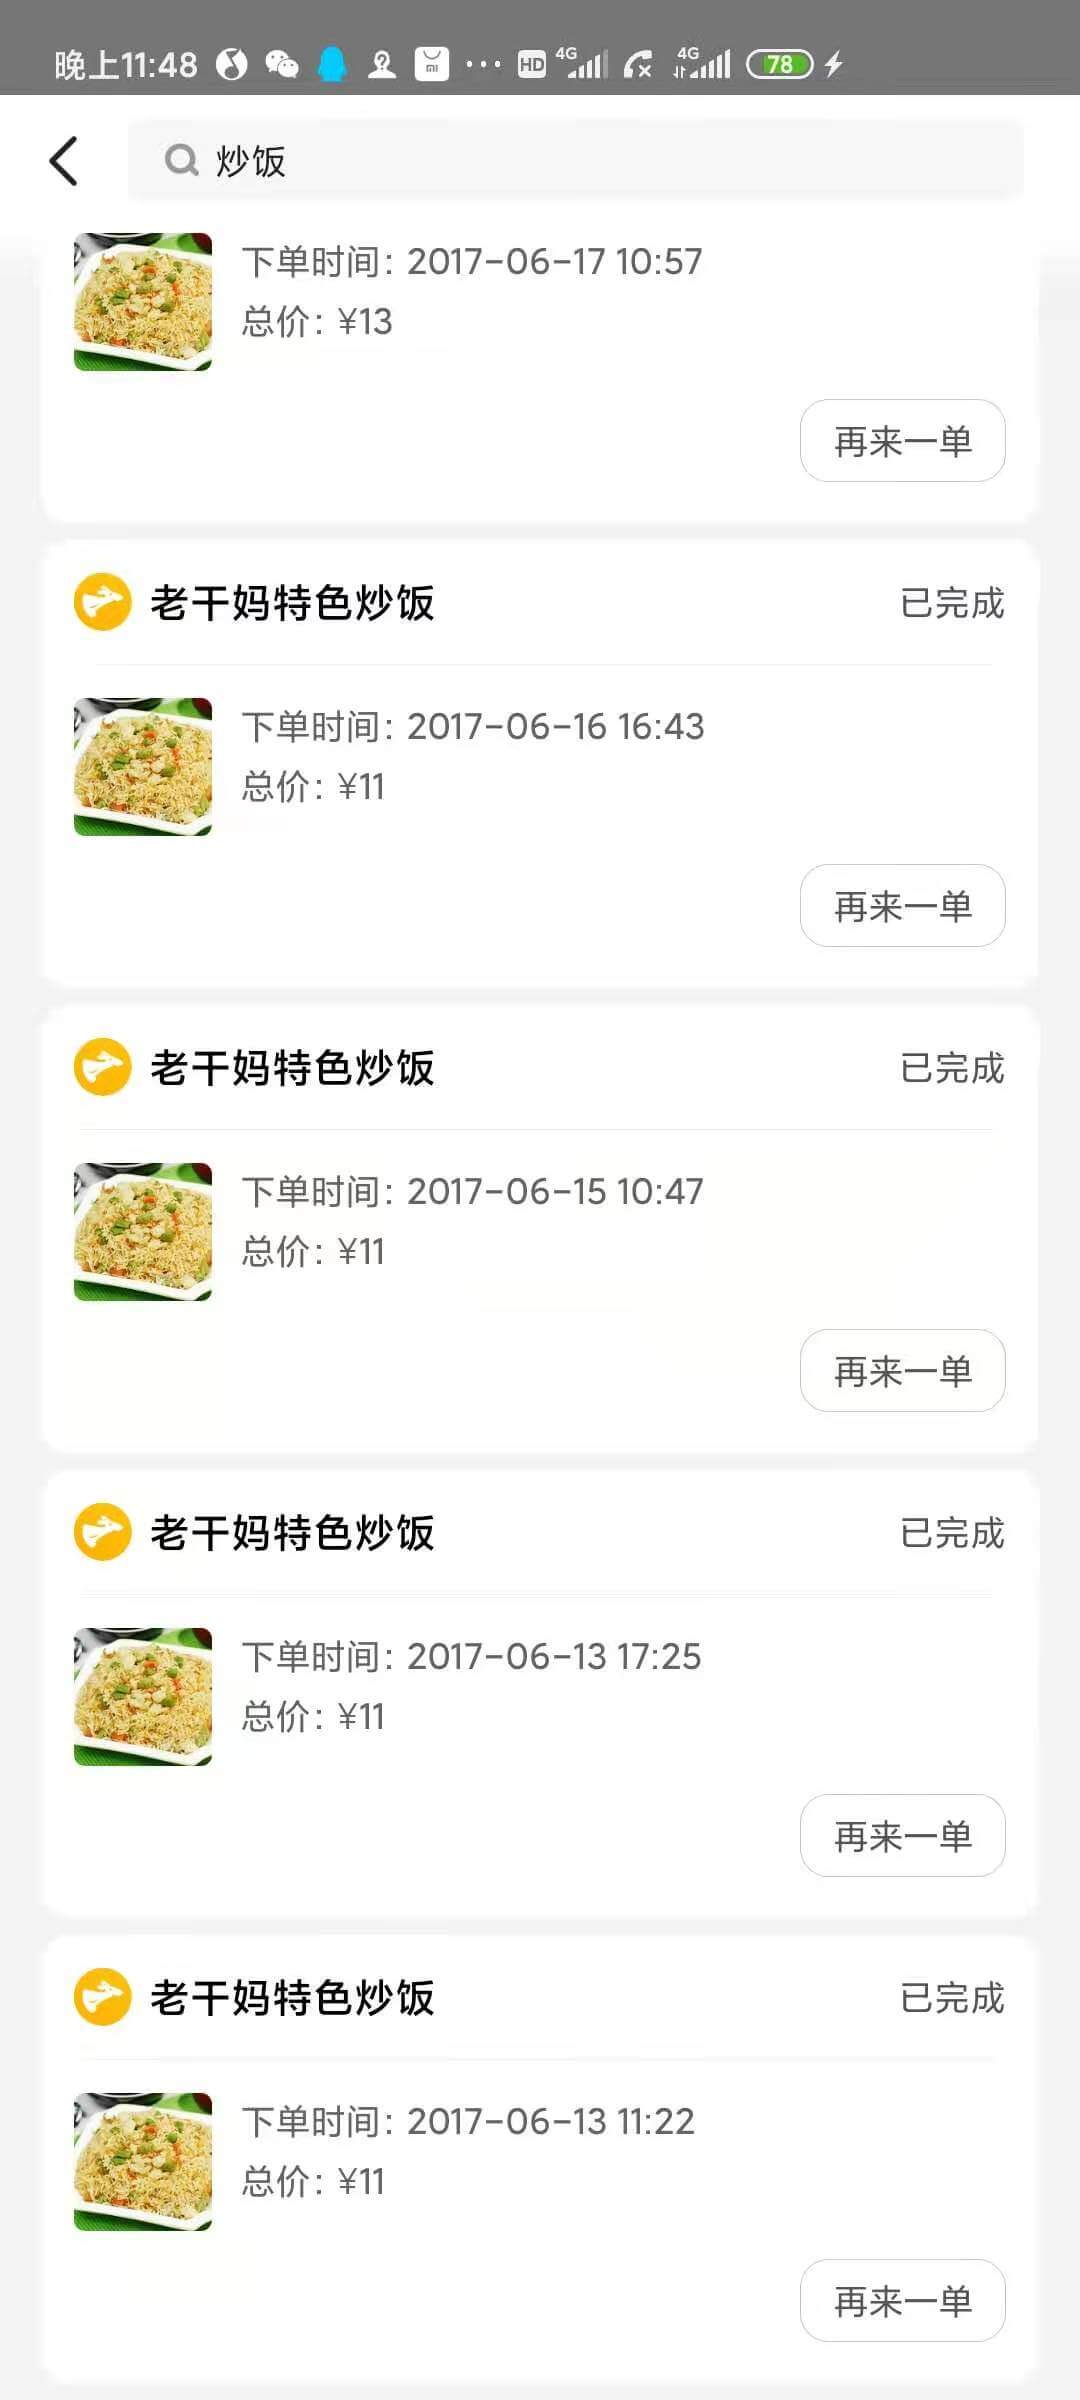 晚上11:48 ··· HD 4G 4G 78
炒饭
下单时间：2017-06-17 10:57
总价：¥13
再来一单
老干妈特色炒饭 已完成
下单时间：2017-06-16 16:43
总价：¥11
再来一单
老干妈特色炒饭 已完成
下单时间：2017-06-15 10:47
总价：¥11
再来一单
老干妈特色炒饭 已完成
下单时间：2017-06-13 17:25
总价：¥11
再来一单
老干妈特色炒饭 已完成
下单时间：2017-06-13 11:22
总价：¥11
再来一单